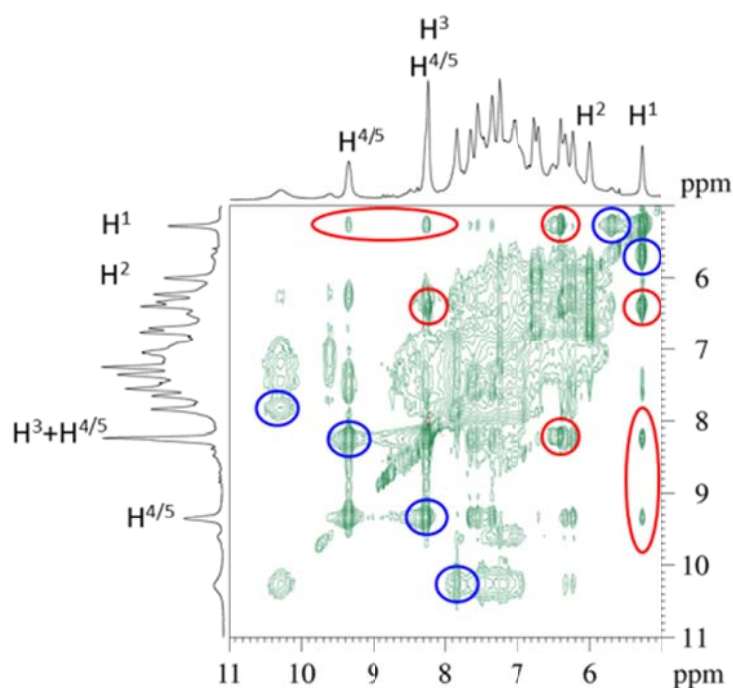 H³
H⁴/⁵
H² H¹
H⁴/⁵
ppm
H¹
H²
6
7
8
H³+H⁴/⁵
9
H⁴/⁵
10
11
11 10 9 8 7 6 ppm